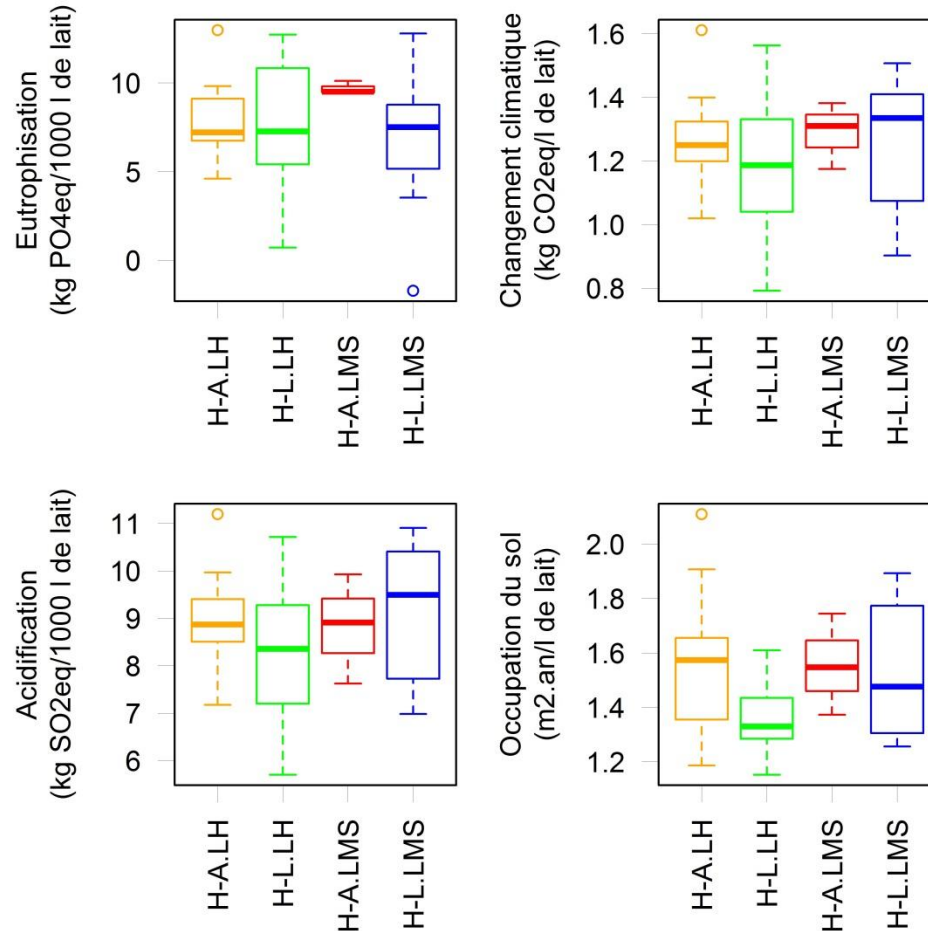 Eutrophisation
(kg PO4eq/1000 l de lait)
10
5
0
H-A.LH
H-L.LH
H-A.LMS
H-L.LMS
Changement climatique
(kg CO2eq/l de lait)
1.6
1.4
1.2
1.0
0.8
H-A.LH
H-L.LH
H-A.LMS
H-L.LMS
Acidification
(kg SO2eq/1000 l de lait)
11
10
9
8
7
6
H-A.LH
H-L.LH
H-A.LMS
H-L.LMS
Occupation du sol
(m2.an/l de lait)
2.0
1.8
1.6
1.4
1.2
H-A.LH
H-L.LH
H-A.LMS
H-L.LMS